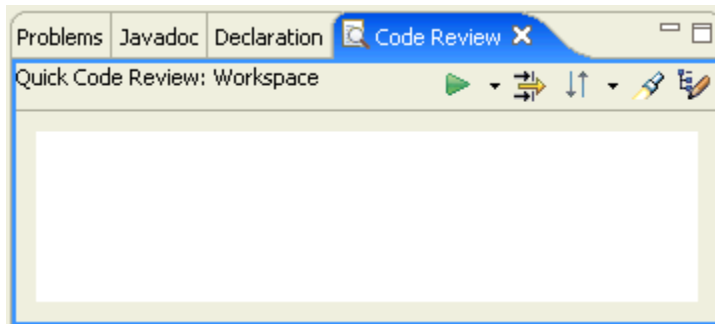 Problems Javadoc Declaration Code Review
Quick Code Review: Workspace